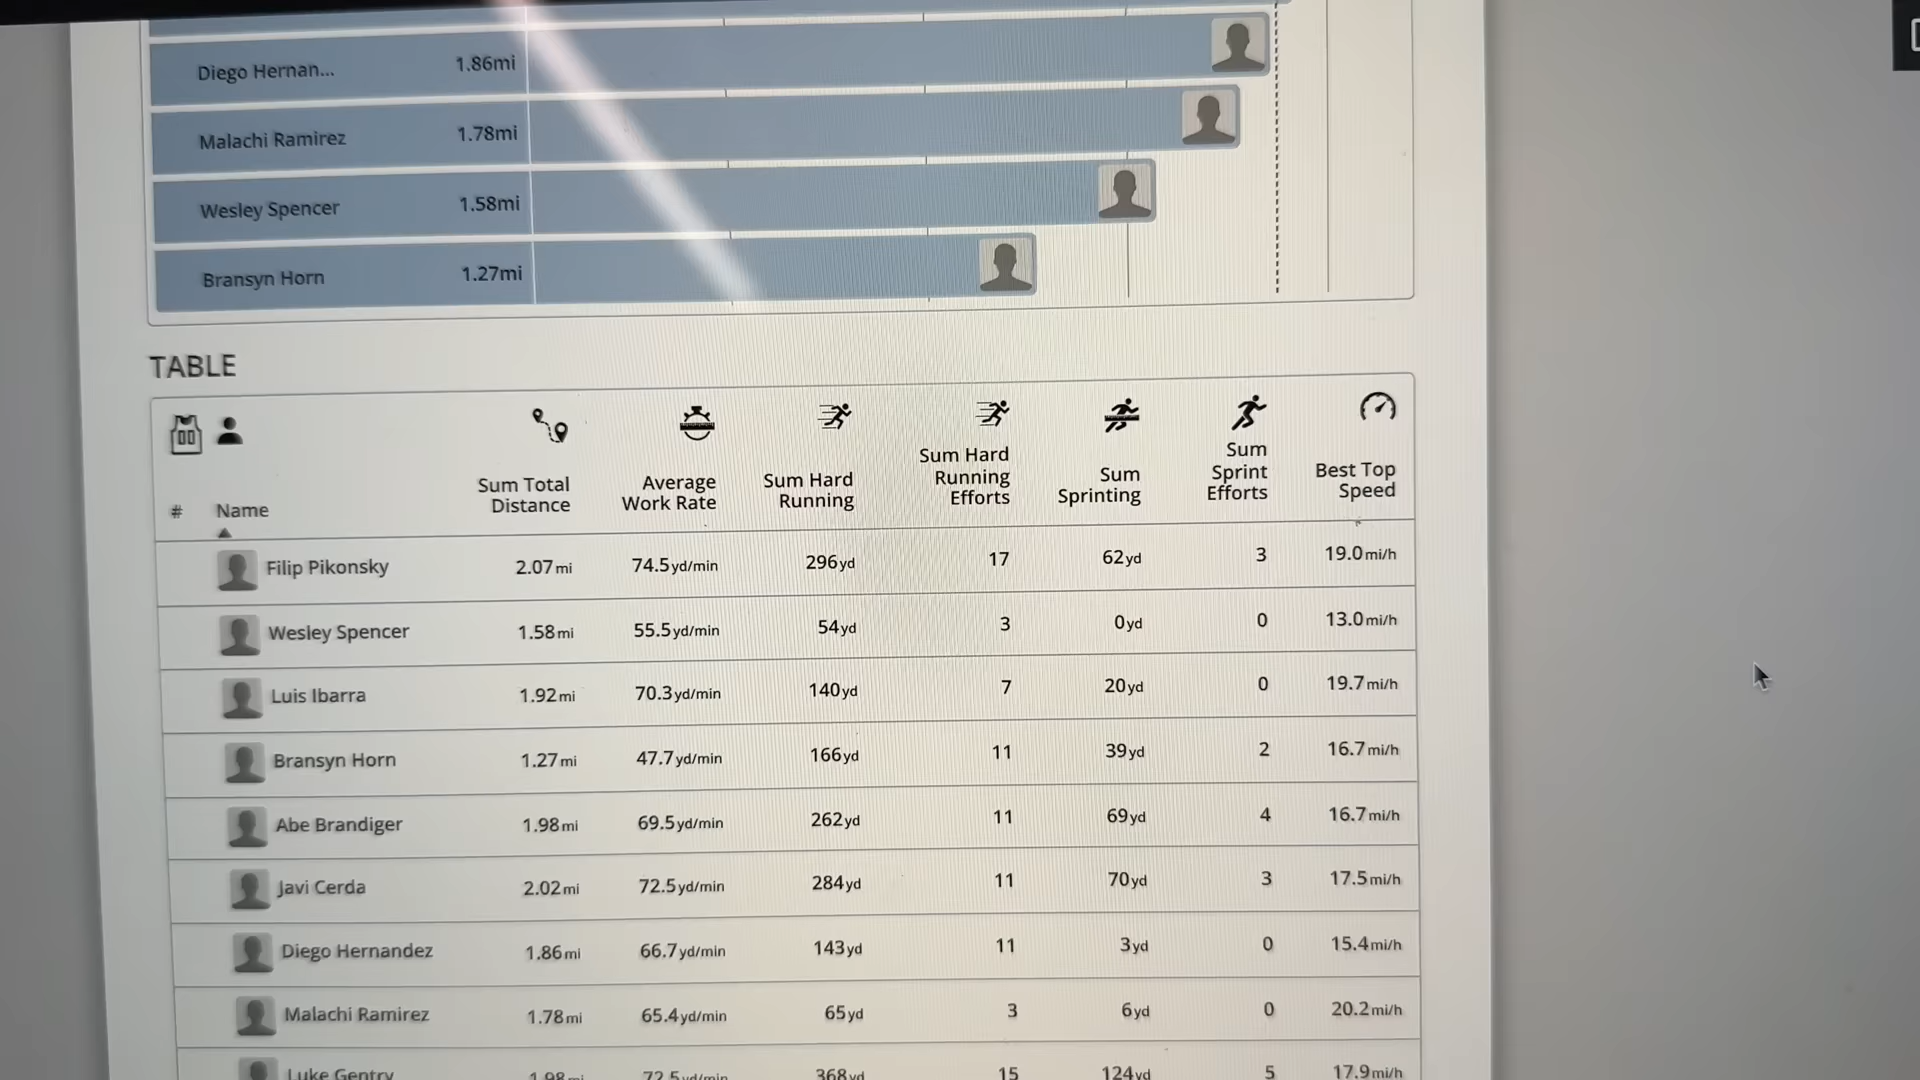 Diego Hernan... 1.86mi
Malachi Ramirez 1.78mi
Wesley Spencer 1.58mi
Bransyn Horn 1.27mi
TABLE
# Name Sum Total Distance Average Work Rate Sum Hard Running Sum Hard Running Efforts Sum Sprinting Sum Sprint Efforts Best Top Speed
Filip Pikonsky 2.07mi 74.5yd/min 296yd 17 62yd 3 19.0mi/h
Wesley Spencer 1.58mi 55.5yd/min 54yd 3 0yd 0 13.0mi/h
Luis Ibarra 1.92mi 70.3yd/min 140yd 7 20yd 0 19.7mi/h
Bransyn Horn 1.27mi 47.7yd/min 166yd 11 39yd 2 16.7mi/h
Abe Brandiger 1.98mi 69.5yd/min 262yd 11 69yd 4 16.7mi/h
Javi Cerda 2.02mi 72.5yd/min 284yd 11 70yd 3 17.5mi/h
Diego Hernandez 1.86mi 66.7yd/min 143yd 11 3yd 0 15.4mi/h
Malachi Ramirez 1.78mi 65.4yd/min 65yd 3 6yd 0 20.2mi/h
Luke Gentry 1.98mi 72.5yd/min 368yd 15 124yd 5 17.9mi/h